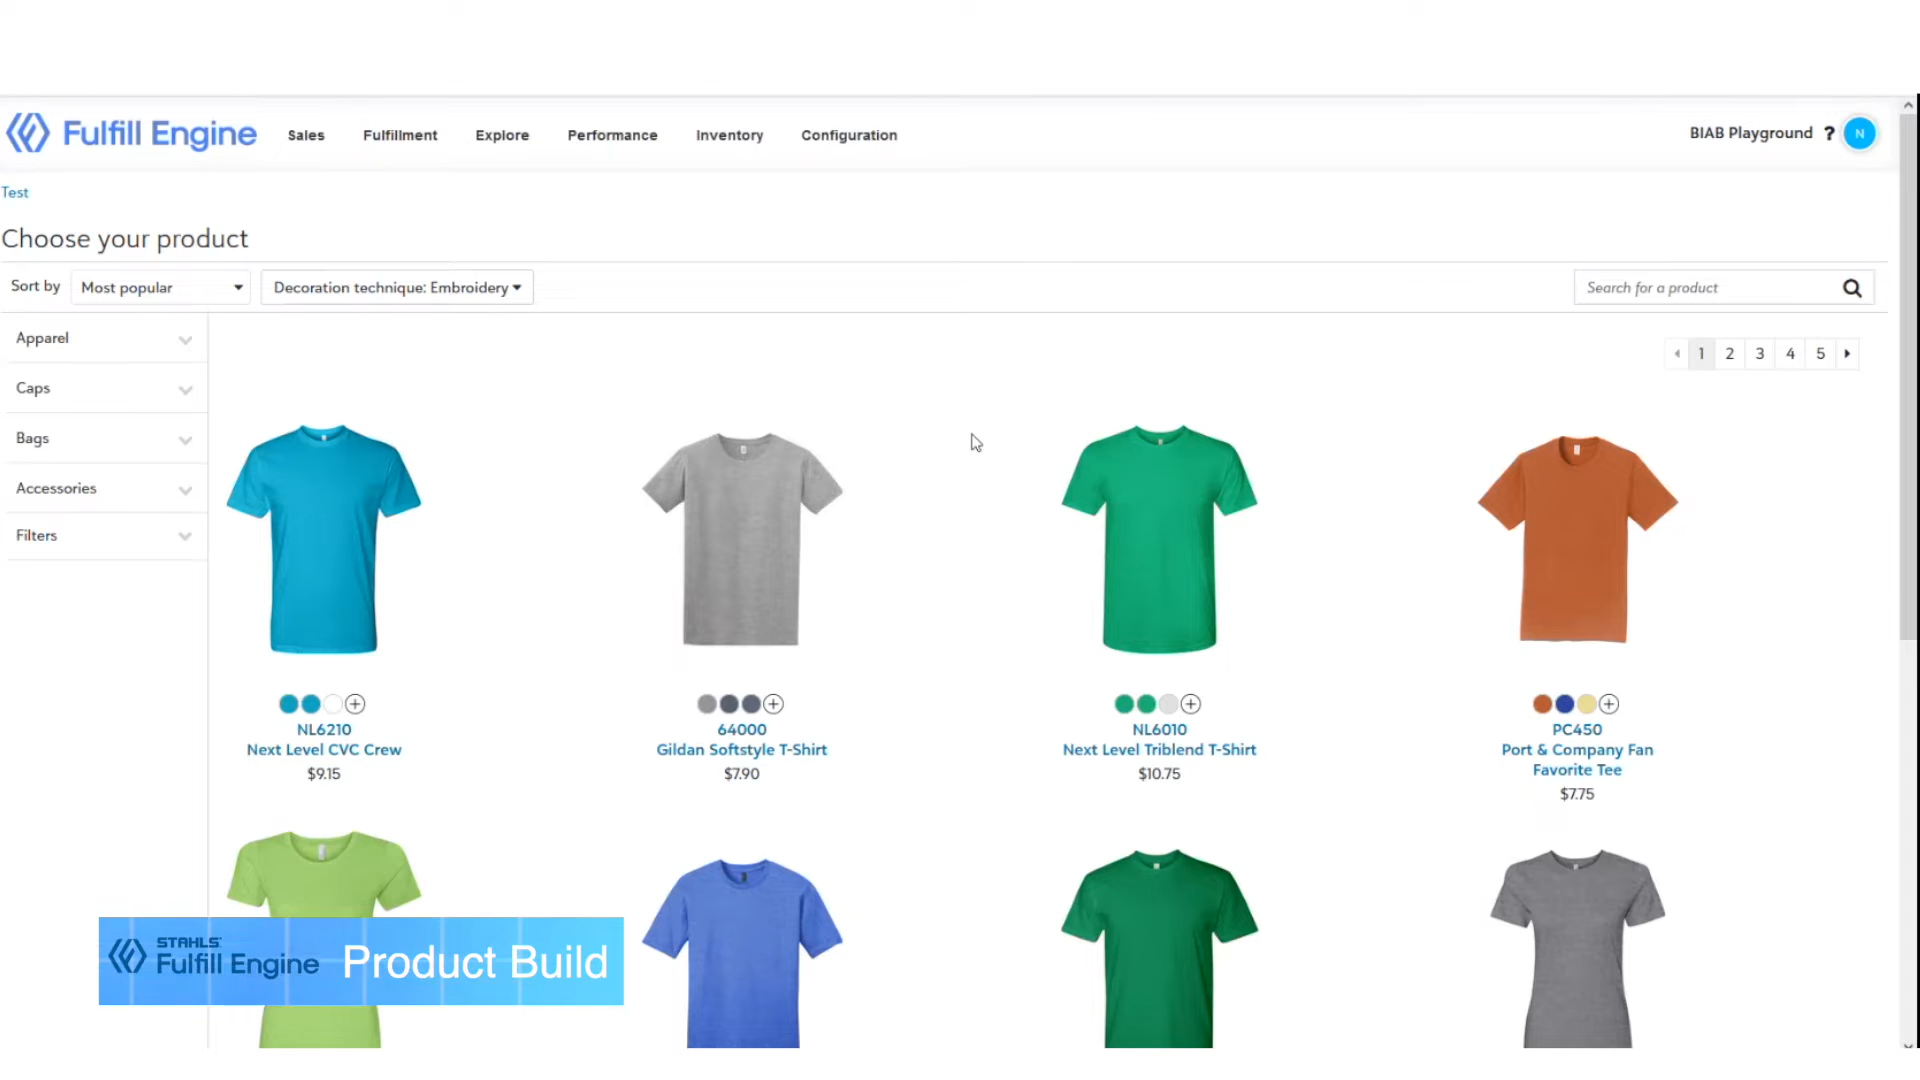 Fulfill Engine
Sales
Fulfillment
Explore
Performance
Inventory
Configuration
BIAB Playground
?
N
Test
Choose your product
Sort by
Most popular
Decoration technique: Embroidery
Search for a product
Apparel
Caps
Bags
Accessories
Filters
1 2 3 4 5
NL6210
Next Level CVC Crew
$9.15
64000
Gildan Softstyle T-Shirt
$7.90
NL6010
Next Level Triblend T-Shirt
$10.75
PC450
Port & Company Fan
Favorite Tee
$7.75
STAHLS'
Fulfill Engine
Product Build